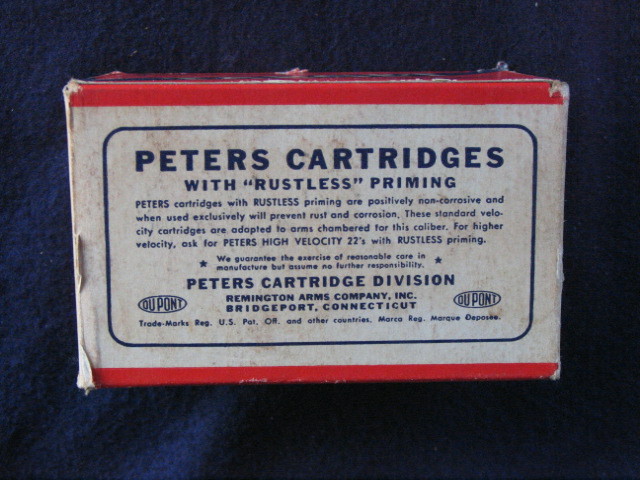 PETERS CARTRIDGES
WITH "RUSTLESS" PRIMING
PETERS cartridges with RUSTLESS priming are positively non-corrosive and
when used exclusively will prevent rust and corrosion. These standard velo-
city cartridges are adapted to arms chambered for this caliber. For higher
velocity, ask for PETERS HIGH VELOCITY 22's with RUSTLESS priming.
★ We guarantee the exercise of reasonable care in ★
manufacture but assume no further responsibility.
PETERS CARTRIDGE DIVISION
REMINGTON ARMS COMPANY, INC.
DU PONT BRIDGEPORT, CONNECTICUT DU PONT
Trade-Marks Reg. U.S. Pat. Off. and other countries. Marca Reg. Marque Deposée.